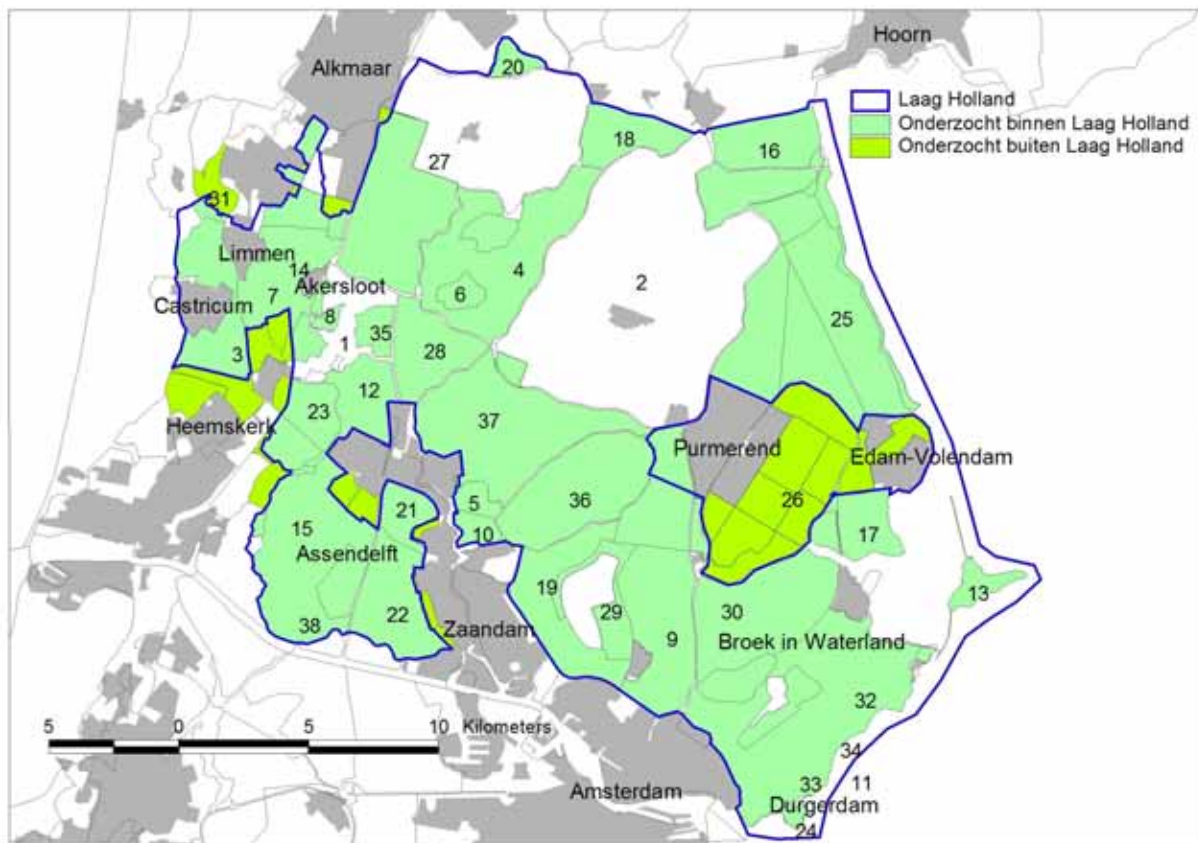 Hoorn
Alkmaar
20
Laag Holland
Onderzocht binnen Laag Holland
Onderzocht buiten Laag Holland
18
16
27
31
Limmen
14
Akersloot
4
2
Castricum
7
6
8
25
1
35
3
28
12
23
37
Heemskerk
Purmerend
Edam-Volendam
5
36
26
21
15
10
17
Assendelft
19
29
13
38
22
Zaandam
9
30
Broek in Waterland
32
5 0 5 10 Kilometers
34
33
11
Amsterdam
Durgerdam
24